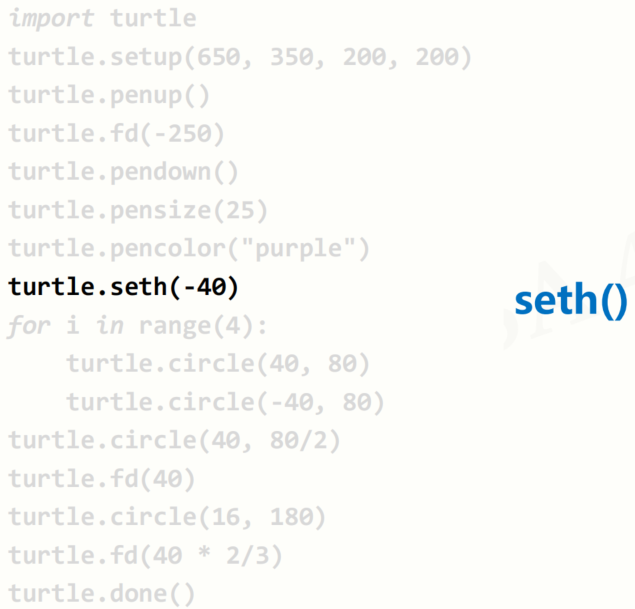 import turtle
turtle.setup(650, 350, 200, 200)
turtle.penup()
turtle.fd(-250)
turtle.pendown()
turtle.pensize(25)
turtle.pencolor("purple")
turtle.seth(-40)
seth()
for i in range(4):
    turtle.circle(40, 80)
    turtle.circle(-40, 80)
turtle.circle(40, 80/2)
turtle.fd(40)
turtle.circle(16, 180)
turtle.fd(40 * 2/3)
turtle.done()